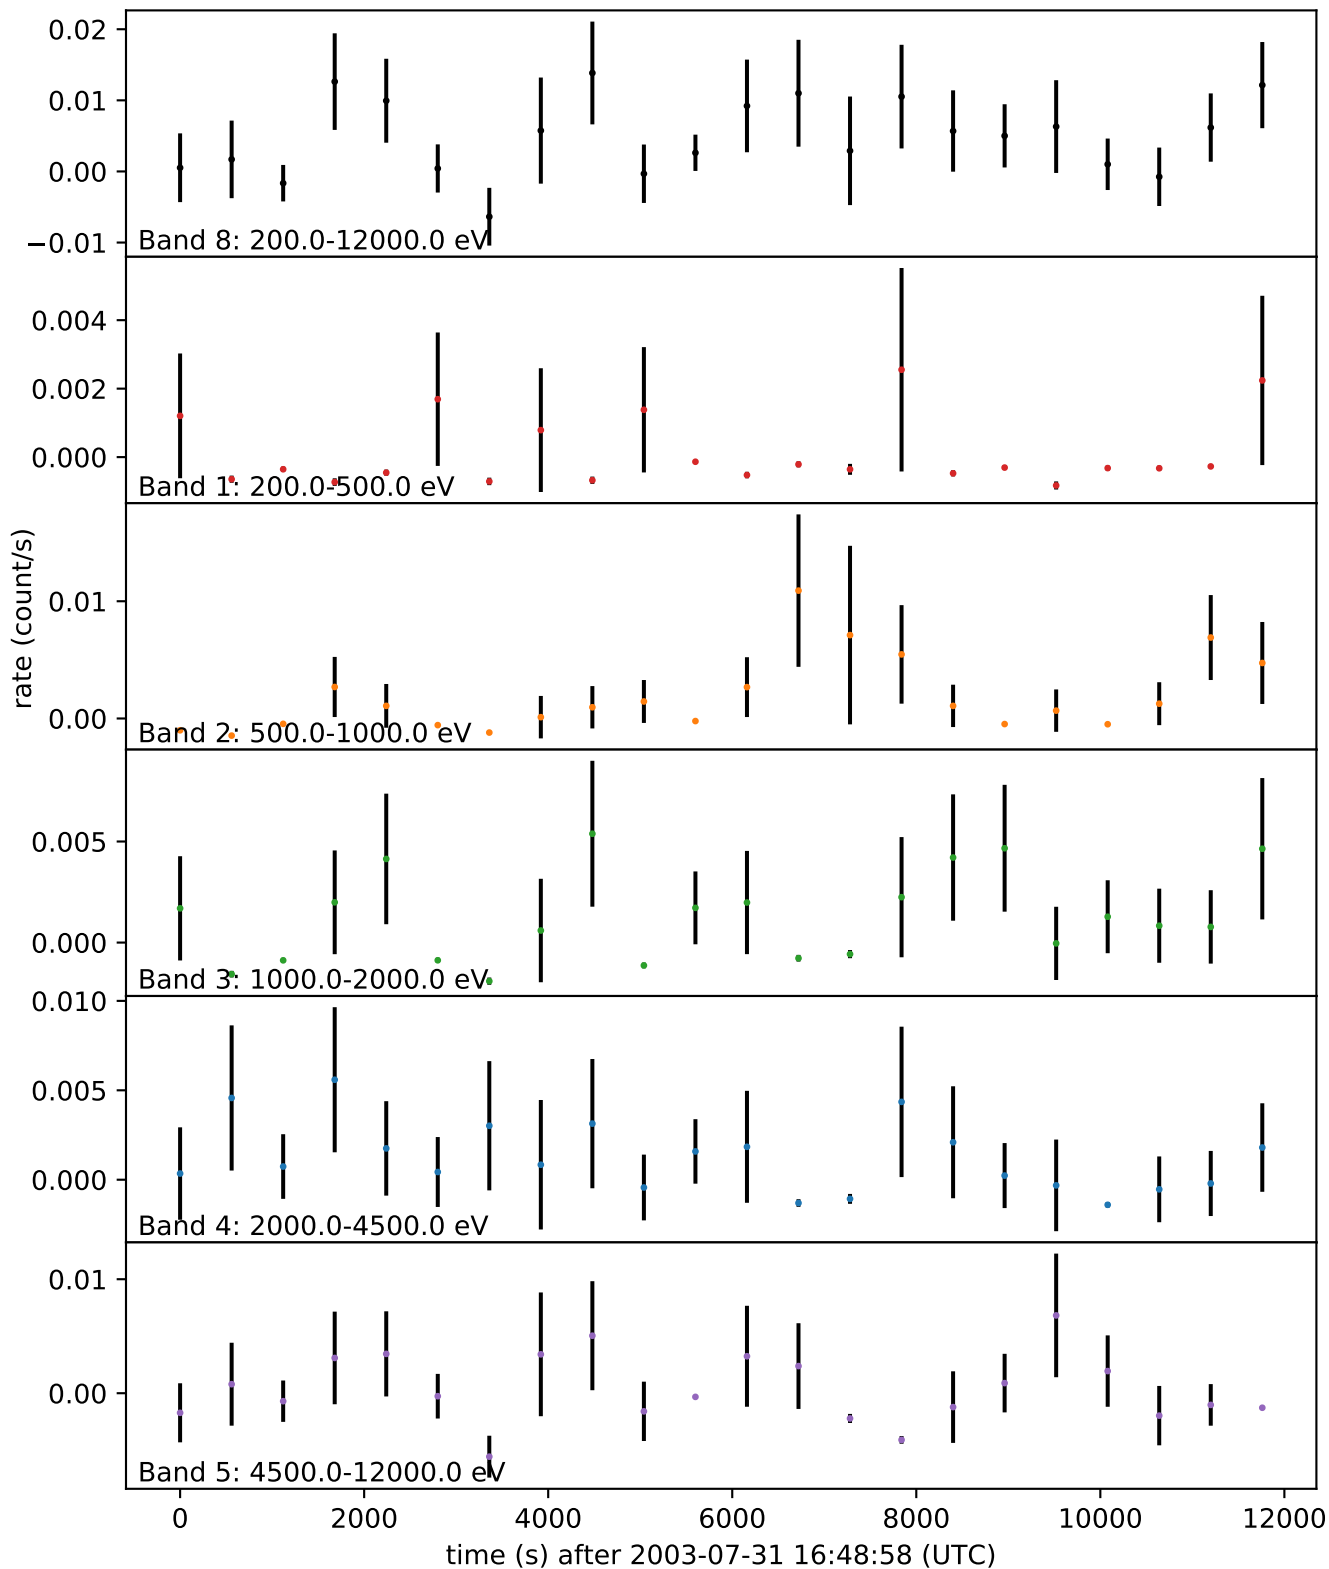 0.02
0.01
0.00
−0.01
Band 8: 200.0-12000.0 eV
0.004
0.002
0.000
Band 1: 200.0-500.0 eV
rate (count/s)
0.01
0.00
Band 2: 500.0-1000.0 eV
0.005
0.000
Band 3: 1000.0-2000.0 eV
0.010
0.005
0.000
Band 4: 2000.0-4500.0 eV
0.01
0.00
Band 5: 4500.0-12000.0 eV
0 2000 4000 6000 8000 10000 12000
time (s) after 2003-07-31 16:48:58 (UTC)